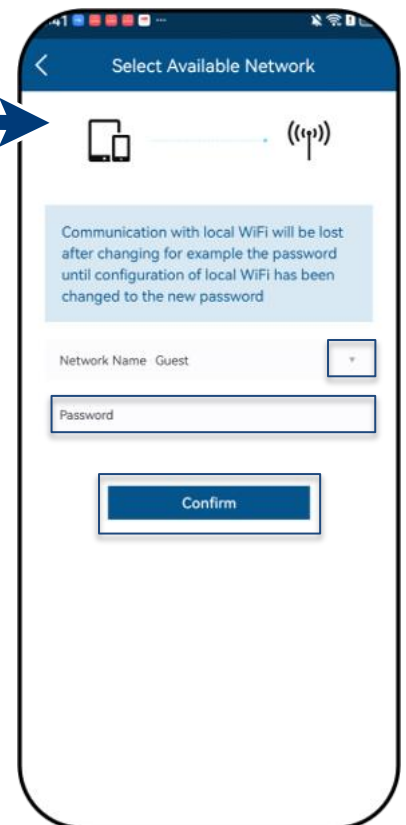 :41
Select Available Network
Communication with local WiFi will be lost
after changing for example the password
until configuration of local WiFi has been
changed to the new password
Network Name Guest
Password
Confirm